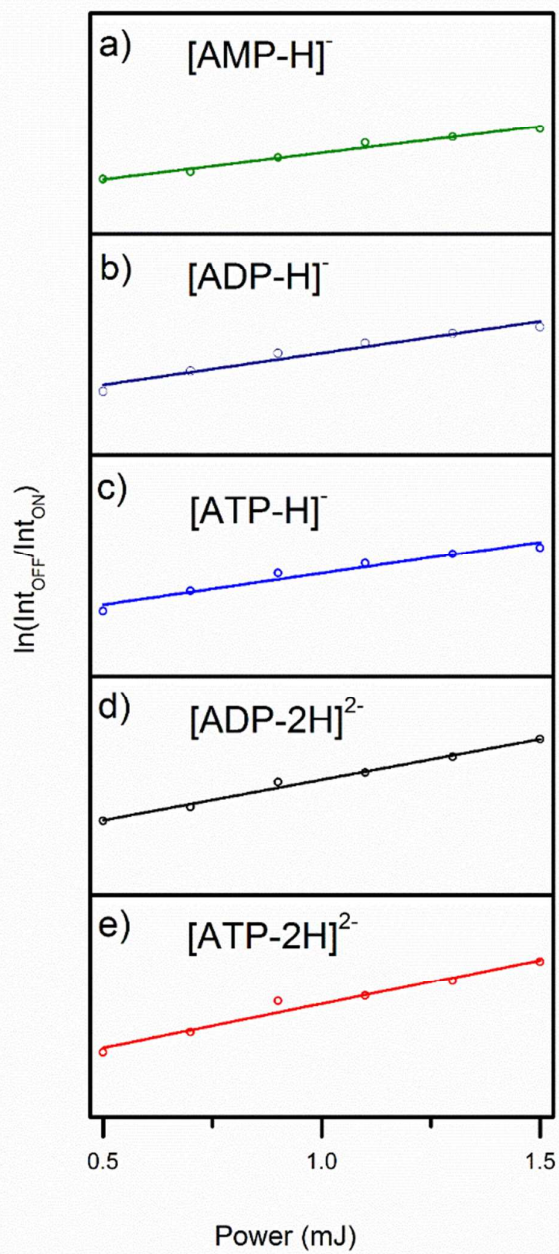 a) [AMP-H]⁻
b) [ADP-H]⁻
c) [ATP-H]⁻
d) [ADP-2H]²⁻
e) [ATP-2H]²⁻
ln(Int_OFF/Int_ON)
0.5 1.0 1.5
Power (mJ)